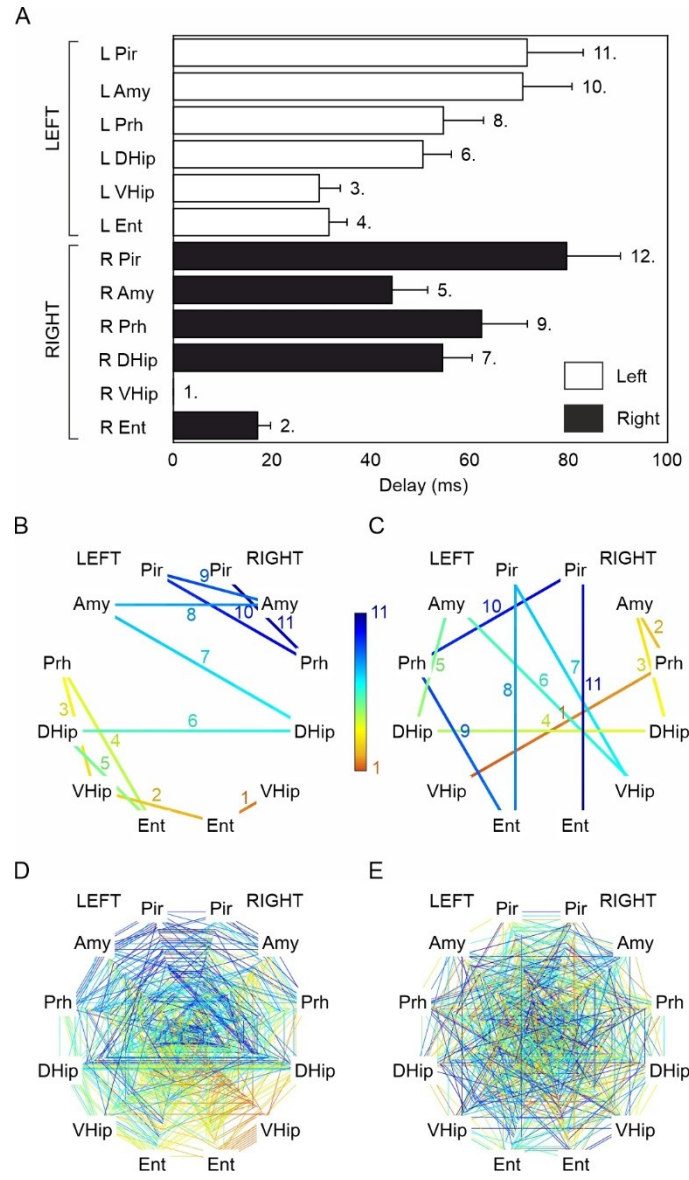 A
LEFT
L Pir 11.
L Amy 10.
L Prh 8.
L DHip 6.
L VHip 3.
L Ent 4.
RIGHT
R Pir 12.
R Amy 5.
R Prh 9.
R DHip 7.
R VHip 1.
R Ent 2.
Left
Right
0 20 40 60 80 100
Delay (ms)
B
LEFT RIGHT
Pir Pir
9
Amy Amy
8 10 11
Prh Prh
7
3
4
6
DHip DHip
5
VHip VHip
2 1
Ent Ent
11
1
C
LEFT RIGHT
Pir Pir
Amy Amy
10 2
Prh Prh
5 6 7 3
8 11
9 4 1
DHip DHip
VHip VHip
Ent Ent
D
LEFT RIGHT
Pir Pir
Amy Amy
Prh Prh
DHip DHip
VHip VHip
Ent Ent
E
LEFT RIGHT
Pir Pir
Amy Amy
Prh Prh
DHip DHip
VHip VHip
Ent Ent